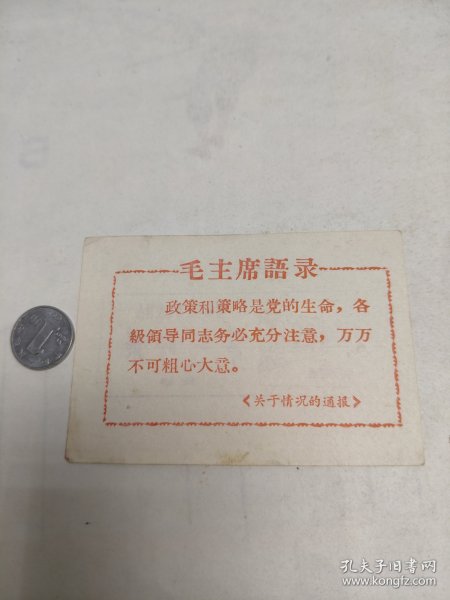 毛主席語录
政策和策略是党的生命，各
級領导同志务必充分注意，万万
不可粗心大意。
《关于情况的通报》
孔夫子旧书网
www.kongfz.com